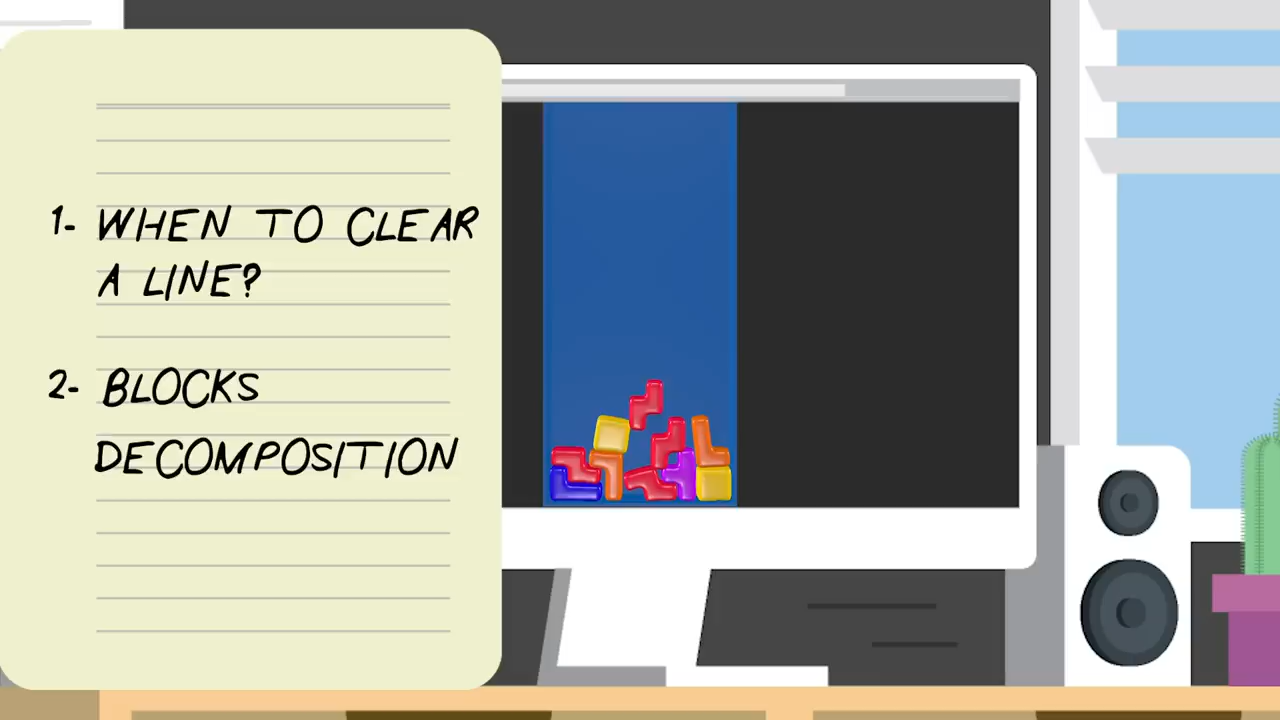 1- WHEN TO CLEAR
A LINE?
2- BLOCKS
DECOMPOSITION